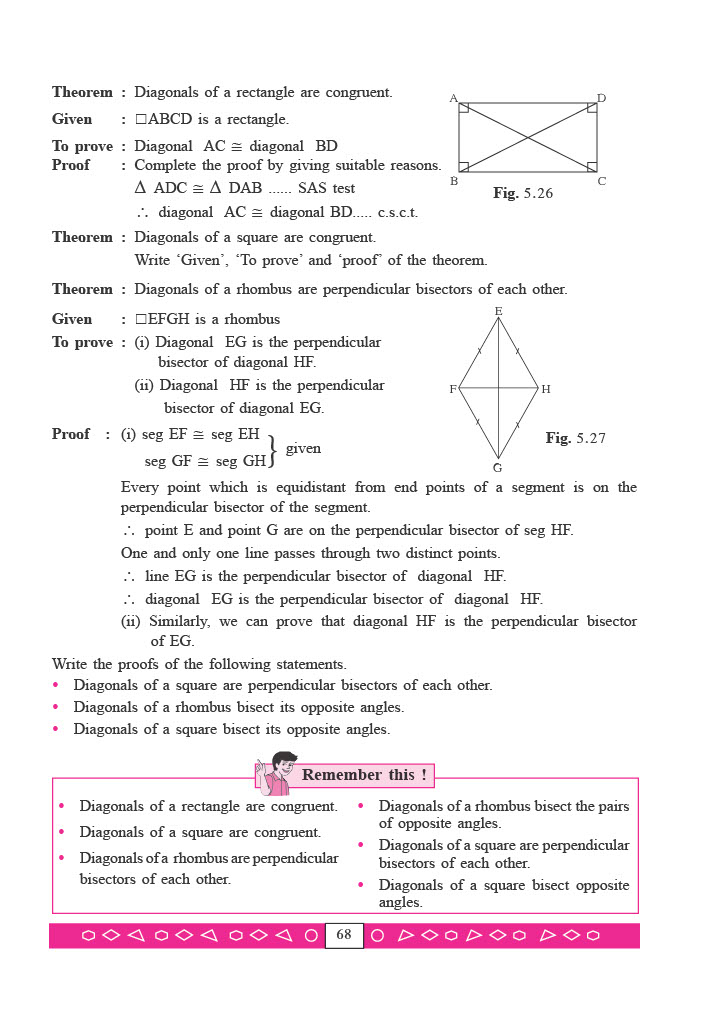 Theorem : Diagonals of a rectangle are congruent.
Given : □ABCD is a rectangle.
To prove : Diagonal AC ≅ diagonal BD
Proof : Complete the proof by giving suitable reasons.
Δ ADC ≅ Δ DAB ...... SAS test
∴ diagonal AC ≅ diagonal BD..... c.s.c.t.
A
D
B
C
Fig. 5.26
Theorem : Diagonals of a square are congruent.
Write ‘Given’, ‘To prove’ and ‘proof’ of the theorem.
Theorem : Diagonals of a rhombus are perpendicular bisectors of each other.
Given : □EFGH is a rhombus
To prove : (i) Diagonal EG is the perpendicular
bisector of diagonal HF.
(ii) Diagonal HF is the perpendicular
bisector of diagonal EG.
E
F
H
G
Fig. 5.27
Proof : (i) seg EF ≅ seg EH
seg GF ≅ seg GH } given
Every point which is equidistant from end points of a segment is on the
perpendicular bisector of the segment.
∴ point E and point G are on the perpendicular bisector of seg HF.
One and only one line passes through two distinct points.
∴ line EG is the perpendicular bisector of diagonal HF.
∴ diagonal EG is the perpendicular bisector of diagonal HF.
(ii) Similarly, we can prove that diagonal HF is the perpendicular bisector
of EG.
Write the proofs of the following statements.
• Diagonals of a square are perpendicular bisectors of each other.
• Diagonals of a rhombus bisect its opposite angles.
• Diagonals of a square bisect its opposite angles.
Remember this !
• Diagonals of a rectangle are congruent.
• Diagonals of a square are congruent.
• Diagonals of a rhombus are perpendicular
bisectors of each other.
• Diagonals of a rhombus bisect the pairs
of opposite angles.
• Diagonals of a square are perpendicular
bisectors of each other.
• Diagonals of a square bisect opposite
angles.
68